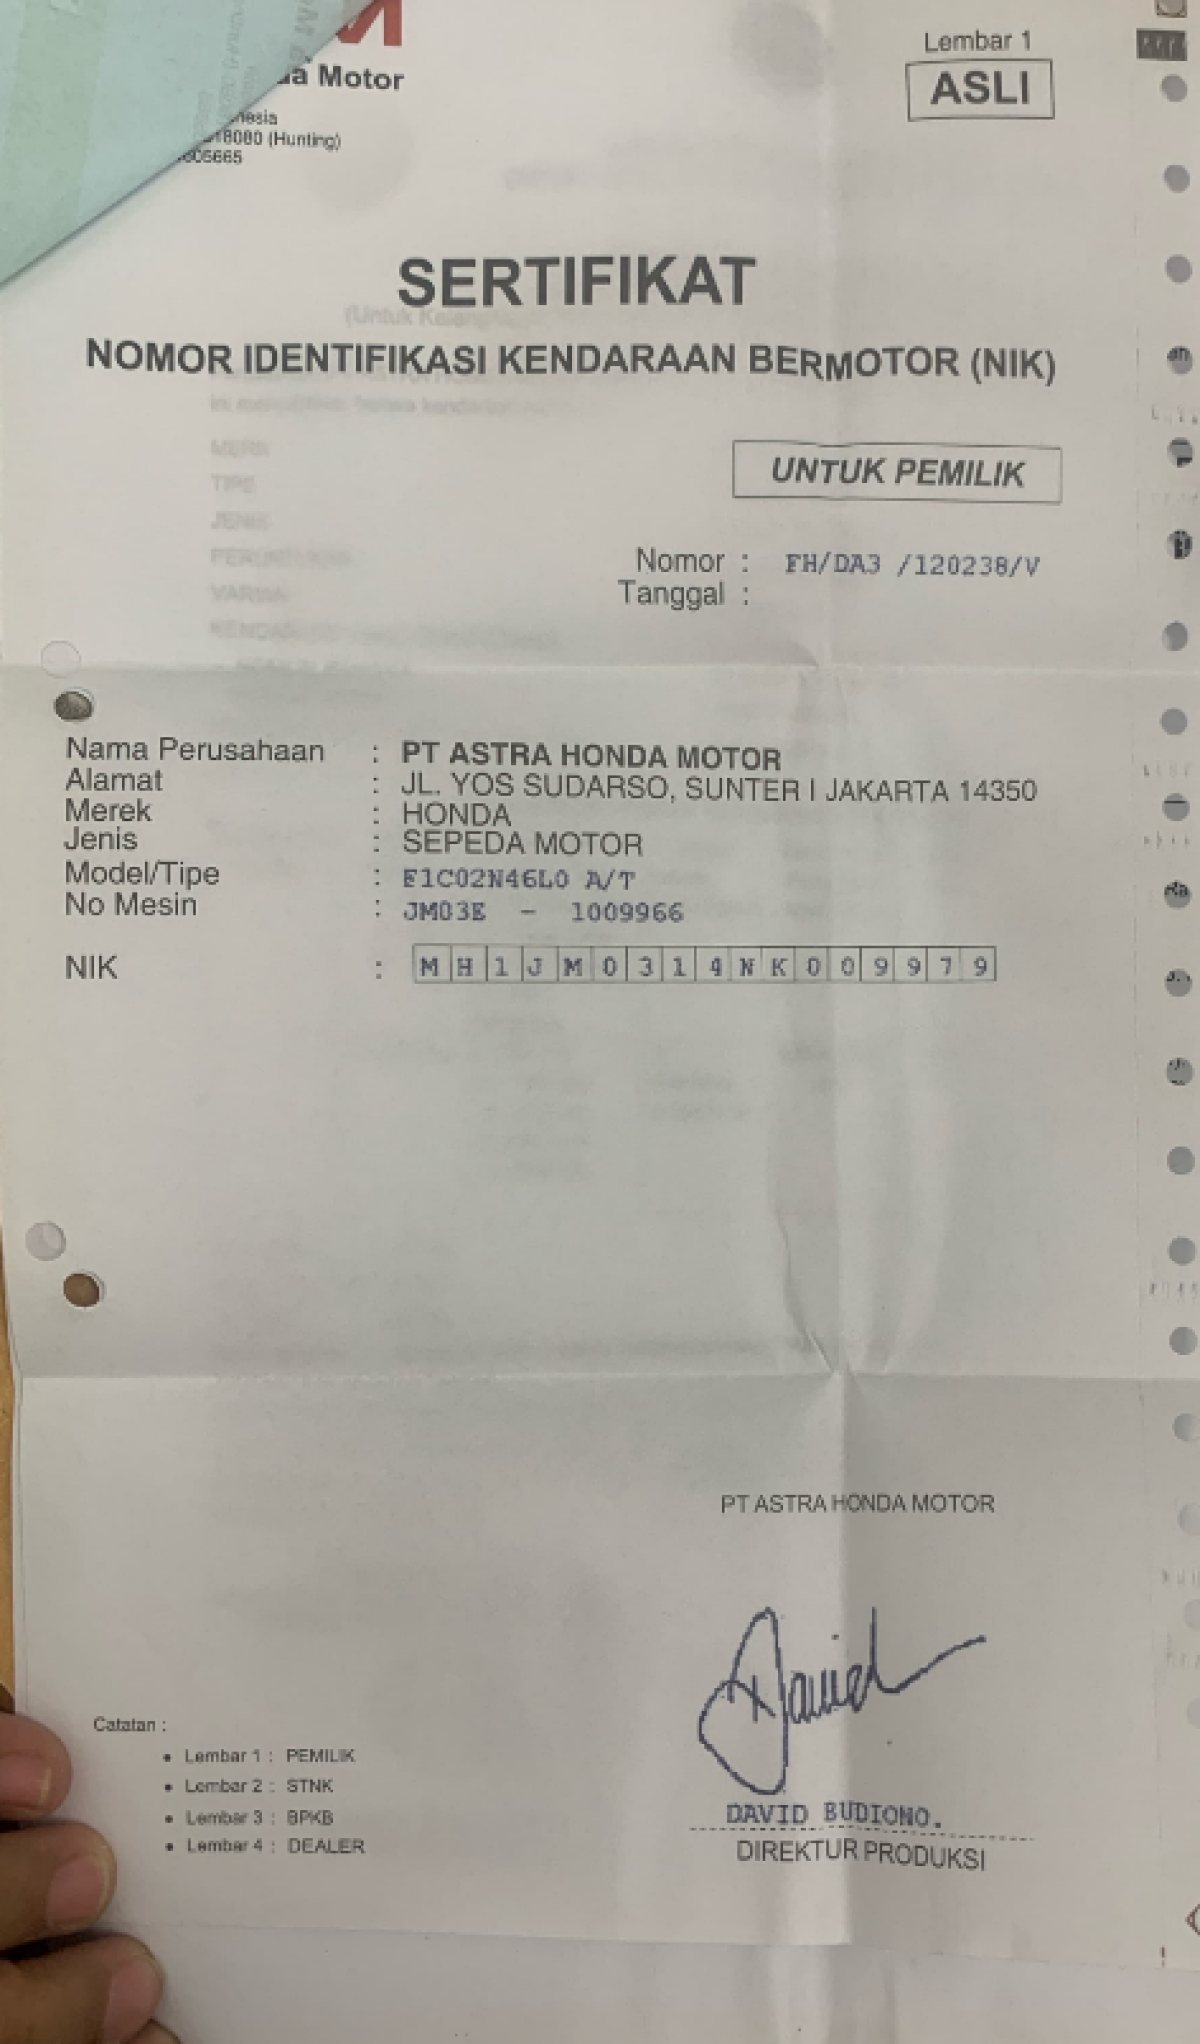 M
da Motor
Lembar 1
ASLI
18080 (Hunting)
SERTIFIKAT
NOMOR IDENTIFIKASI KENDARAAN BERMOTOR (NIK)
UNTUK PEMILIK
Nomor : FH/DA3 /120238/V
Tanggal :
Nama Perusahaan : PT ASTRA HONDA MOTOR
Alamat : JL. YOS SUDARSO, SUNTER I JAKARTA 14350
Merek : HONDA
Jenis : SEPEDA MOTOR
Model/Tipe : E1C02N46L0 A/T
No Mesin : JM03E - 1009966
NIK : MH1JM0314NK009979
PT ASTRA HONDA MOTOR
David
DAVID BUDIONO.
DIREKTUR PRODUKSI
Catatan :
• Lembar 1 : PEMILIK
• Lembar 2 : STNK
• Lembar 3 : BPKB
• Lembar 4 : DEALER